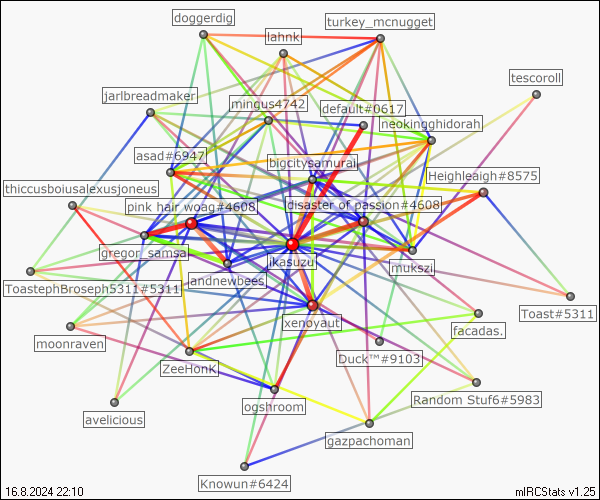 doggerdig
turkey_mcnugget
lahnk
tescoroll
jarlbreadmaker
mingus4742
default#0617
neokingghidorah
asad#6947
bigcitysamurai
Heighleaigh#8575
thiccusboiusalexusjoneus
pink hair woag#4608
disaster of passion#4608
gregor_samsa
jkasuzu
mukszi
andnewbees
ToastephBroseph5311#5311
Toast#5311
xenoyaut
facadas.
moonraven
Duck™#9103
ZeeHonK
Random Stuf6#5983
avelicious
ogshroom
gazpachoman
Knowun#6424
16.8.2024 22:10
mIRCStats v1.25